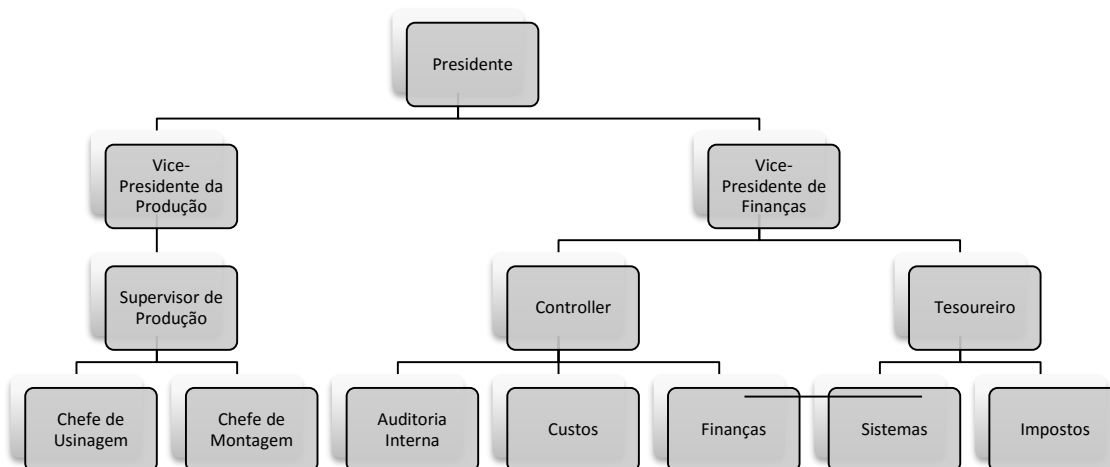 Presidente
Vice-
Presidente da
Produção
Vice-
Presidente de
Finanças
Supervisor de
Produção
Controller
Tesoureiro
Chefe de
Usinagem
Chefe de
Montagem
Auditoria
Interna
Custos
Finanças
Sistemas
Impostos